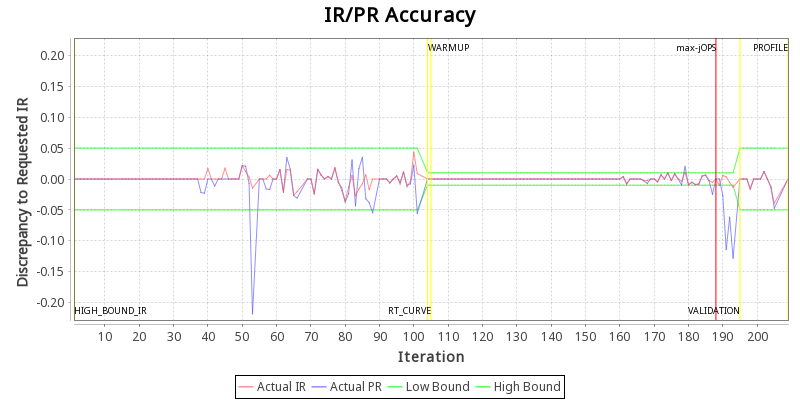 IR/PR Accuracy
Discrepancy to Requested IR
0.20
0.15
0.10
0.05
0.00
-0.05
-0.10
-0.15
-0.20
WARMUP
max-jOPS
PROFILE
HIGH_BOUND_IR
RT_CURVE
VALIDATION
10 20 30 40 50 60 70 80 90 100 110 120 130 140 150 160 170 180 190 200
Iteration
Actual IR Actual PR Low Bound High Bound